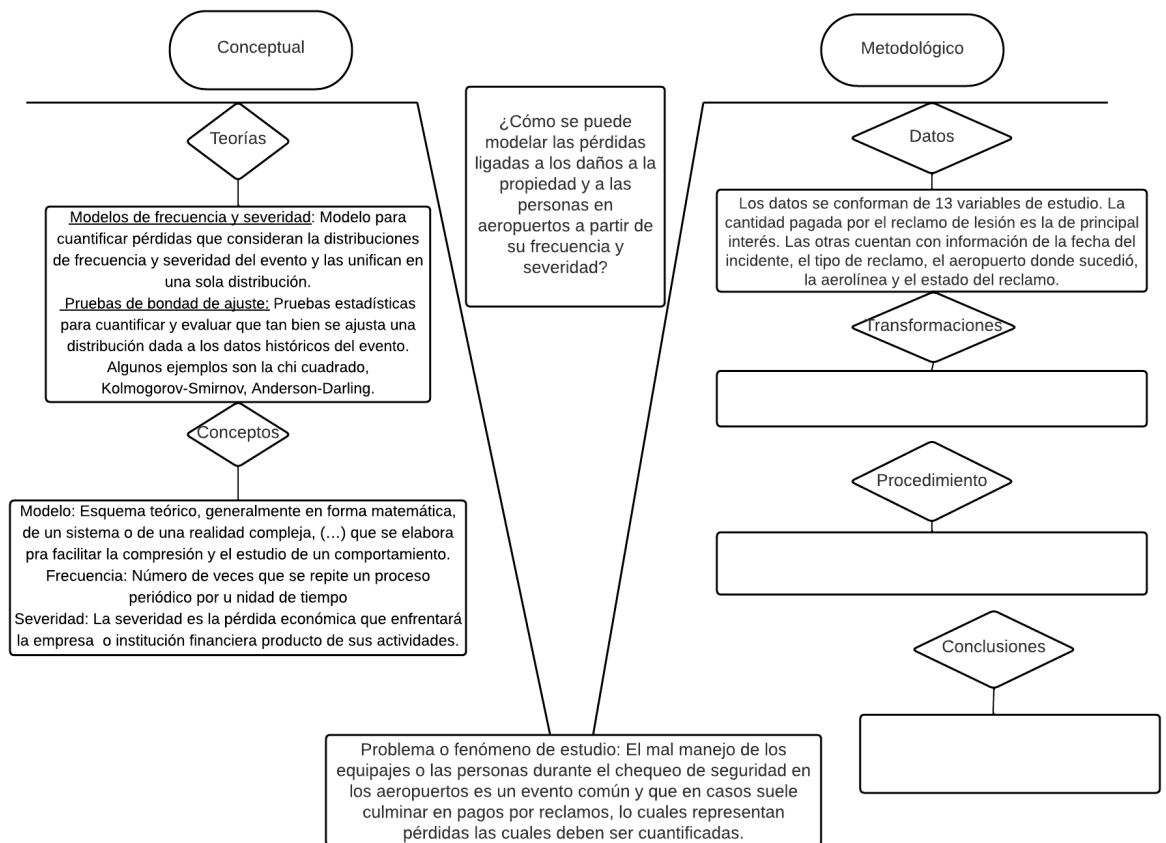 Conceptual
Teorías
Modelos de frecuencia y severidad: Modelo para
cuantificar pérdidas que consideran la distribuciones
de frecuencia y severidad del evento y las unifican en
una sola distribución.
Pruebas de bondad de ajuste: Pruebas estadísticas
para cuantificar y evaluar que tan bien se ajusta una
distribución dada a los datos históricos del evento.
Algunos ejemplos son la chi cuadrado,
Kolmogorov-Smirnov, Anderson-Darling.
Conceptos
Modelo: Esquema teórico, generalmente en forma matemática,
de un sistema o de una realidad compleja, (…) que se elabora
pra facilitar la compresión y el estudio de un comportamiento.
Frecuencia: Número de veces que se repite un proceso
periódico por u nidad de tiempo
Severidad: La severidad es la pérdida económica que enfrentará
la empresa  o institución financiera producto de sus actividades.
¿Cómo se puede
modelar las pérdidas
ligadas a los daños a la
propiedad y a las
personas en
aeropuertos a partir de
su frecuencia y
severidad?
Metodológico
Datos
Los datos se conforman de 13 variables de estudio. La
cantidad pagada por el reclamo de lesión es la de principal
interés. Las otras cuentan con información de la fecha del
incidente, el tipo de reclamo, el aeropuerto donde sucedió,
la aerolínea y el estado del reclamo.
Transformaciones
Procedimiento
Conclusiones
Problema o fenómeno de estudio: El mal manejo de los
equipajes o las personas durante el chequeo de seguridad en
los aeropuertos es un evento común y que en casos suele
culminar en pagos por reclamos, lo cuales representan
pérdidas las cuales deben ser cuantificadas.